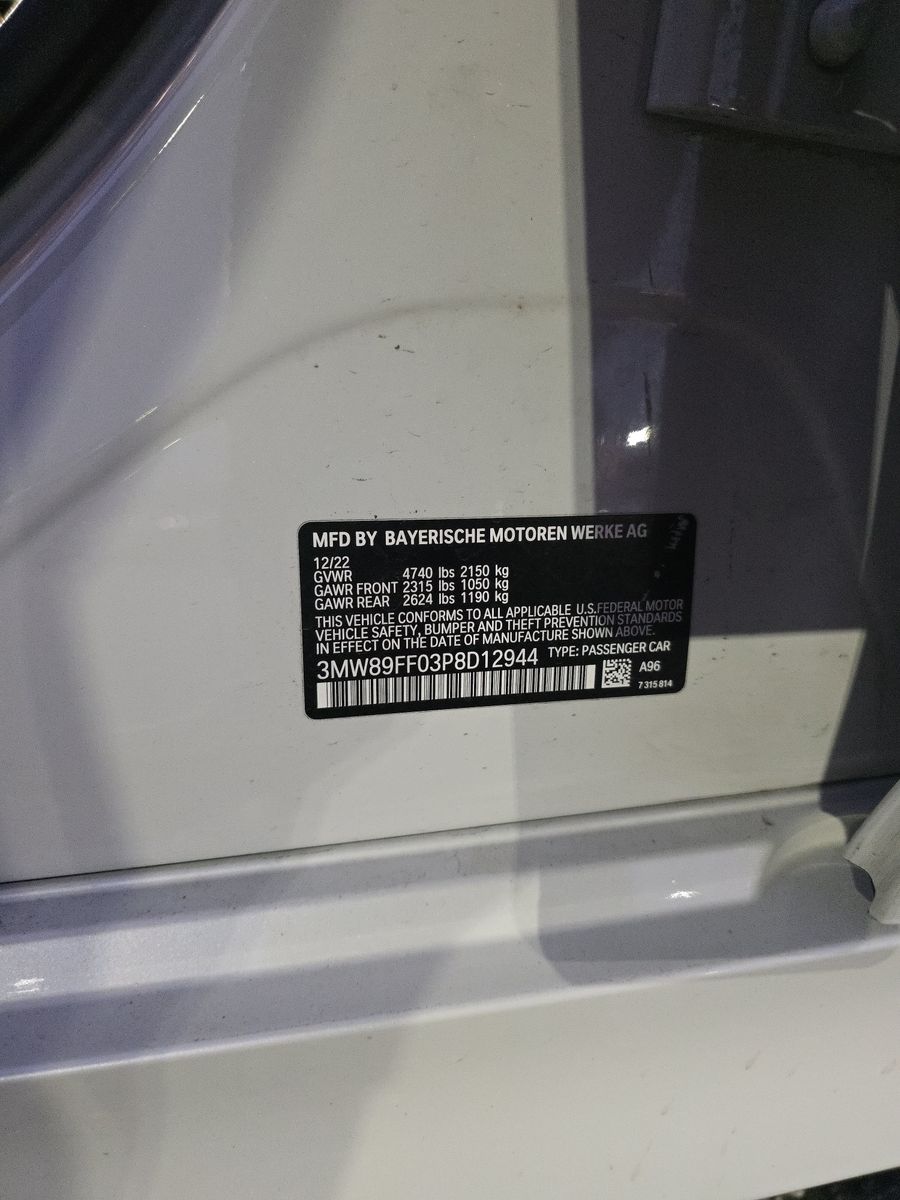 MFD BY BAYERISCHE MOTOREN WERKE AG
12/22
GVWR 4740 lbs 2150 kg
GAWR FRONT 2315 lbs 1050 kg
GAWR REAR 2624 lbs 1190 kg
THIS VEHICLE CONFORMS TO ALL APPLICABLE U.S.FEDERAL MOTOR
VEHICLE SAFETY, BUMPER AND THEFT PREVENTION STANDARDS
IN EFFECT ON THE DATE OF MANUFACTURE SHOWN ABOVE.
3MW89FF03P8D12944 TYPE: PASSENGER CAR
A96
7 315 814